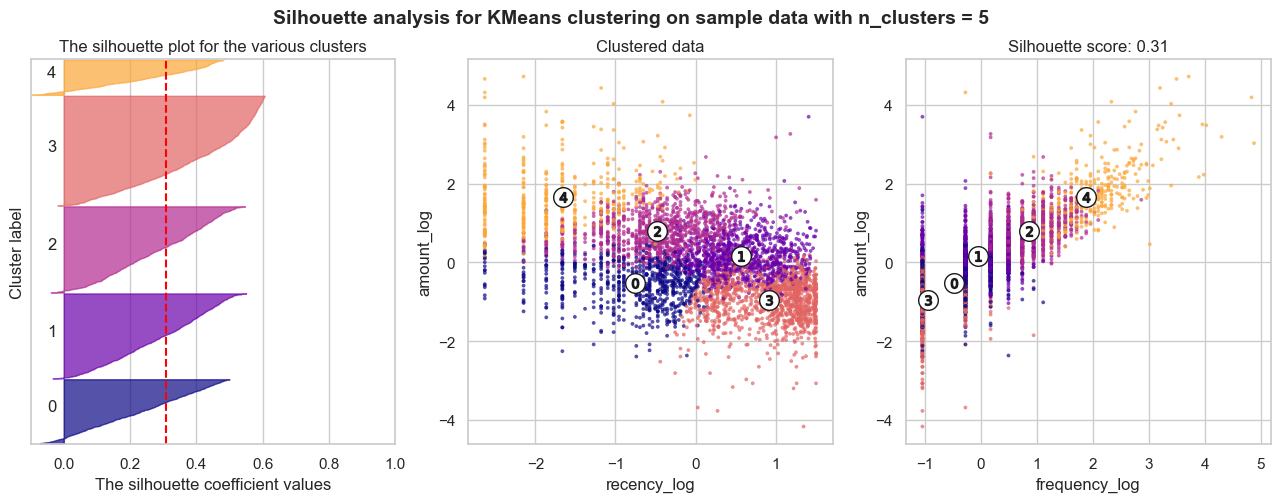 Silhouette analysis for KMeans clustering on sample data with n_clusters = 5
The silhouette plot for the various clusters
Cluster label
4
3
2
1
0
0.0 0.2 0.4 0.6 0.8 1.0
The silhouette coefficient values
Clustered data
amount_log
4
2
0
−2
−4
4
2
1
0
3
−2 −1 0 1
recency_log
Silhouette score: 0.31
amount_log
4
2
0
−2
−4
4
2
1
0
3
−1 0 1 2 3 4 5
frequency_log